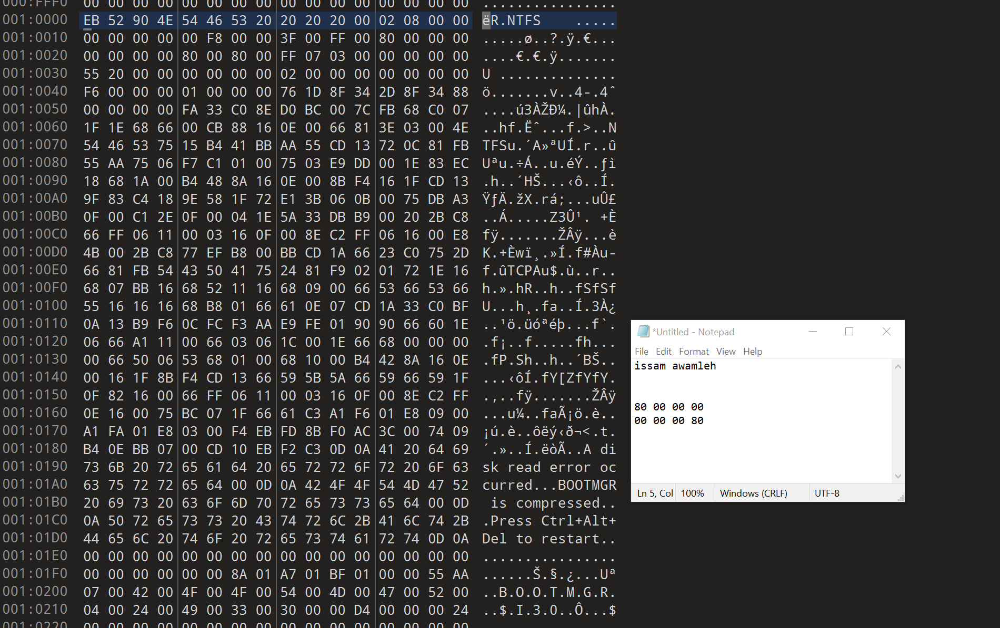 000:FFF0 00 00 00 00 00 00 00 00 00 00 00 00 00 00 00 00 ................
001:0000 EB 52 90 4E 54 46 53 20 20 20 20 00 02 08 00 00 ëR.NTFS    .....
001:0010 00 00 00 00 00 F8 00 00 3F 00 FF 00 80 00 00 00 .....ø..?.ÿ.€...
001:0020 00 00 00 00 80 00 80 00 FF 07 03 00 00 00 00 00 ....€.€.ÿ.......
001:0030 55 20 00 00 00 00 00 00 02 00 00 00 00 00 00 00 U ..............
001:0040 F6 00 00 00 01 00 00 00 76 1D 8F 34 2D 8F 34 88 ö.......v..4-.4ˆ
001:0050 00 00 00 00 FA 33 C0 8E D0 BC 00 7C FB 68 C0 07 ....ú3ÀŽÐ¼.|ûhÀ.
001:0060 1F 1E 68 66 00 CB 88 16 0E 00 66 81 3E 03 00 4E ..hf.Ëˆ...f.>..N
001:0070 54 46 53 75 15 B4 41 BB AA 55 CD 13 72 0C 81 FB TFSu.´A»ªUÍ.r..û
001:0080 55 AA 75 06 F7 C1 01 00 75 03 E9 DD 00 1E 83 EC Uªu.÷Á..u.éÝ..ƒì
001:0090 18 68 1A 00 B4 48 8A 16 0E 00 8B F4 16 1F CD 13 .h..´HŠ...‹ô..Í.
001:00A0 9F 83 C4 18 9E 58 1F 72 E1 3B 06 0B 00 75 DB A3 ŸƒÄ.žX.rá;...uÛ£
001:00B0 0F 00 C1 2E 0F 00 04 1E 5A 33 DB B9 00 20 2B C8 ..Á.....Z3Û¹. +È
001:00C0 66 FF 06 11 00 03 16 0F 00 8E C2 FF 06 16 00 E8 fÿ.......ŽÂÿ...è
001:00D0 4B 00 2B C8 77 EF B8 00 BB CD 1A 66 23 C0 75 2D K.+Èwï¸.»Í.f#Àu-
001:00E0 66 81 FB 54 43 50 41 75 24 81 F9 02 01 72 1E 16 f.ûTCPAu$.ù..r..
001:00F0 68 07 BB 16 68 52 11 16 68 09 00 66 53 66 53 66 h.».hR..h..fSfSf
001:0100 55 16 16 16 68 B8 01 66 61 0E 07 CD 1A 33 C0 BF U...h¸.fa..Í.3À¿
001:0110 0A 13 B9 F6 0C FC F3 AA E9 FE 01 90 90 66 60 1E ..¹ö.üóªéþ...f`.
001:0120 06 66 A1 11 00 66 03 06 1C 00 1E 66 68 00 00 00 .f¡..f.....fh...
001:0130 00 66 50 06 53 68 01 00 68 10 00 B4 42 8A 16 0E .fP.Sh..h..´BŠ..
001:0140 00 16 1F 8B F4 CD 13 66 59 5B 5A 66 59 66 59 1F ...‹ôÍ.fY[ZfYfY.
001:0150 0F 82 16 00 66 FF 06 11 00 03 16 0F 00 8E C2 FF .‚..fÿ.......ŽÂÿ
001:0160 0E 16 00 75 BC 07 1F 66 61 C3 A1 F6 01 E8 09 00 ...u¼..faÃ¡ö.è..
001:0170 A1 FA 01 E8 03 00 F4 EB FD 8B F0 AC 3C 00 74 09 ¡ú.è..ôëý‹ð¬<.t.
001:0180 B4 0E BB 07 00 CD 10 EB F2 C3 0D 0A 41 20 64 69 ´.»..Í.ëòÃ..A di
001:0190 73 6B 20 72 65 61 64 20 65 72 72 6F 72 20 6F 63 sk read error oc
001:01A0 63 75 72 72 65 64 00 0D 0A 42 4F 4F 54 4D 47 52 curred...BOOTMGR
001:01B0 20 69 73 20 63 6F 6D 70 72 65 73 73 65 64 00 0D  is compressed..
001:01C0 0A 50 72 65 73 73 20 43 74 72 6C 2B 41 6C 74 2B .Press Ctrl+Alt+
001:01D0 44 65 6C 20 74 6F 20 72 65 73 74 61 72 74 0D 0A Del to restart..
001:01E0 00 00 00 00 00 00 00 00 00 00 00 00 00 00 00 00 ................
001:01F0 00 00 00 00 00 00 8A 01 A7 01 BF 01 00 00 55 AA ......Š.§.¿...Uª
001:0200 07 00 42 00 4F 00 4F 00 54 00 4D 00 47 00 52 00 ..B.O.O.T.M.G.R.
001:0210 04 00 24 00 49 00 33 00 30 00 00 D4 00 00 00 24 ..$.I.3.0..Ô...$
001:0220 00 00 00 00 00 00 00 00 00 00 00 00 00 00 00 00
*Untitled - Notepad
File Edit Format View Help
issam awamleh
80 00 00 00
00 00 00 80
Ln 5, Col
100%
Windows (CRLF)
UTF-8